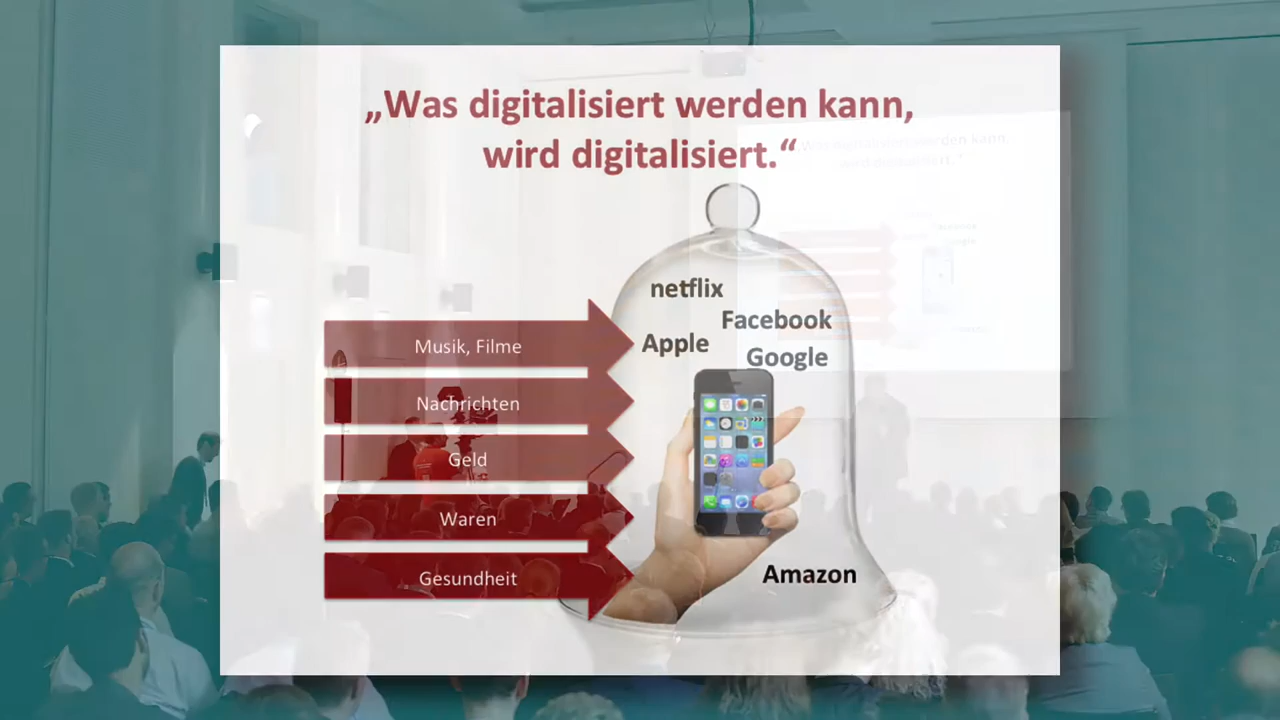 „Was digitalisiert werden kann,
wird digitalisiert.“
netflix
Facebook
Apple
Google
Musik, Filme
Nachrichten
Geld
Waren
Gesundheit
Amazon